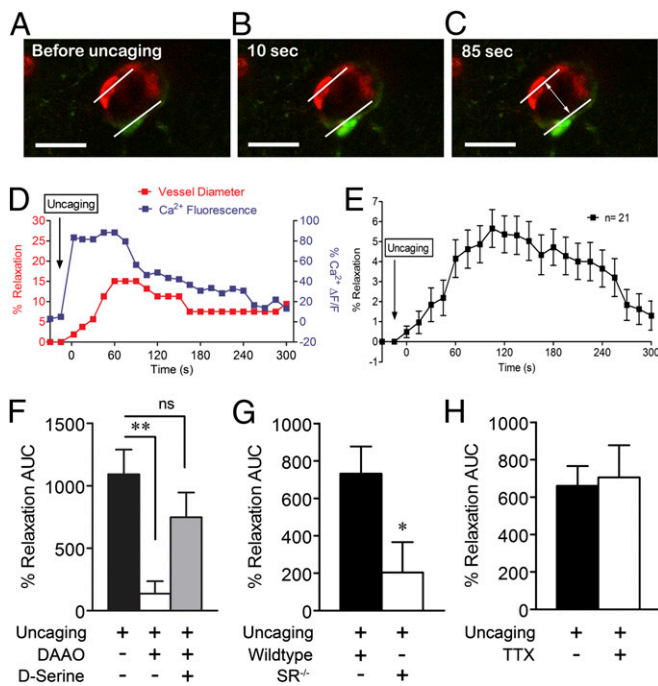 A
Before uncaging
B
10 sec
C
85 sec
D
Uncaging
Vessel Diameter
Ca2+ Fluorescence
30
25
20
15
10
5
0
% Relaxation
100
80
60
40
20
0
-20
-40
% Ca2+ ΔF/F
0 60 120 180 240 300
Time (s)
E
n= 21
Uncaging
7
6
5
4
3
2
1
0
-1
% Relaxation
0 60 120 180 240 300
Time (s)
F
ns
**
1500
1000
500
0
% Relaxation AUC
Uncaging + + +
DAAO - + +
D-Serine - - +
G
1000
800
600
400
200
0
% Relaxation AUC
*
Uncaging + +
Wildtype + -
SR-/- - +
H
1000
800
600
400
200
0
% Relaxation AUC
Uncaging + +
TTX - +